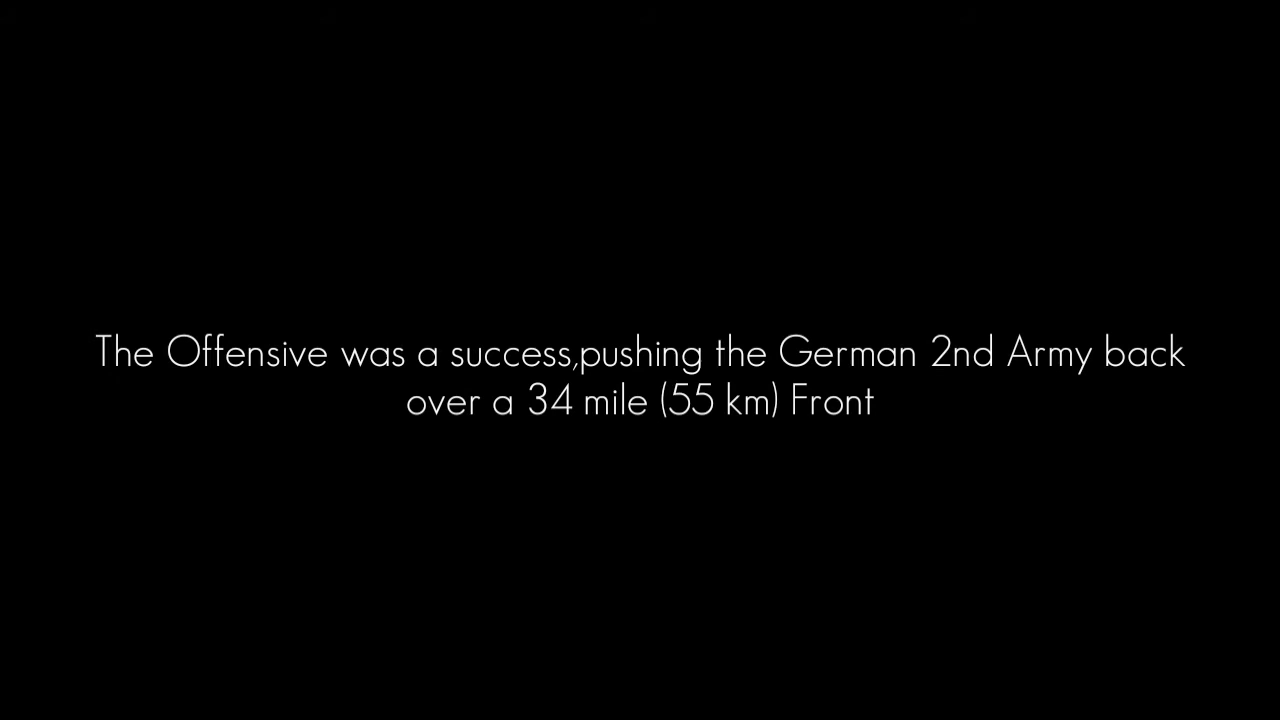 The Offensive was a success,pushing the German 2nd Army back
over a 34 mile (55 km) Front